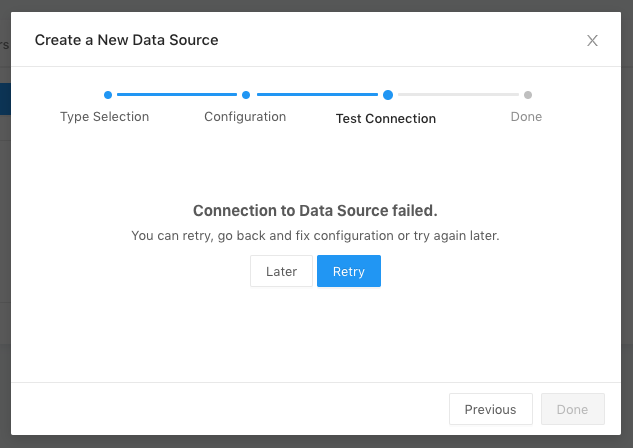 Create a New Data Source
Type Selection
Configuration
Test Connection
Done
Connection to Data Source failed.
You can retry, go back and fix configuration or try again later.
Later
Retry
Previous
Done